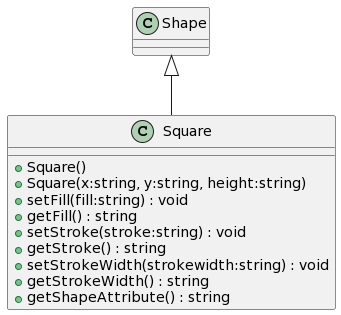 C Shape
C Square
Square()
Square(x:string, y:string, height:string)
setFill(fill:string) : void
getFill() : string
setStroke(stroke:string) : void
getStroke() : string
setStrokeWidth(strokewidth:string) : void
getStrokeWidth() : string
getShapeAttribute() : string